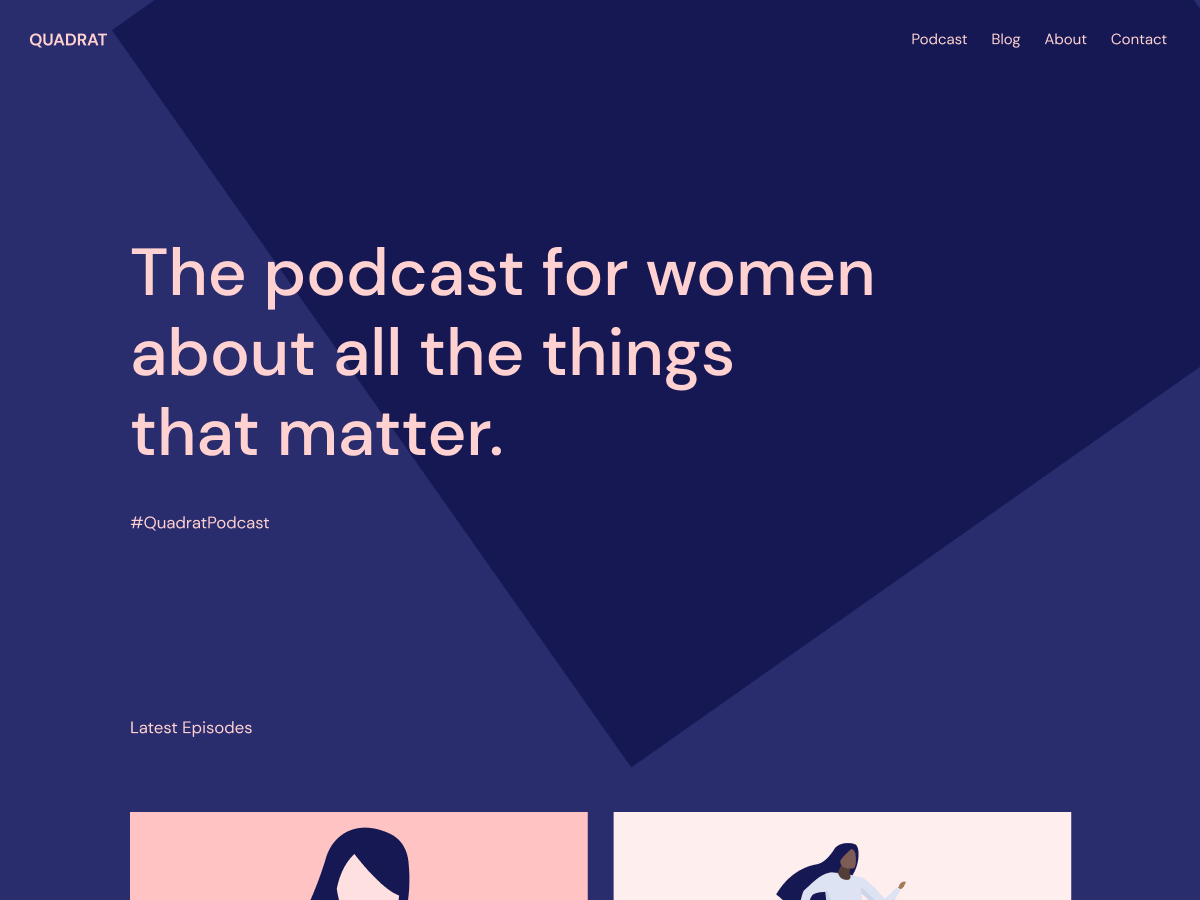 QUADRAT
Podcast Blog About Contact
The podcast for women
about all the things
that matter.
#QuadratPodcast
Latest Episodes